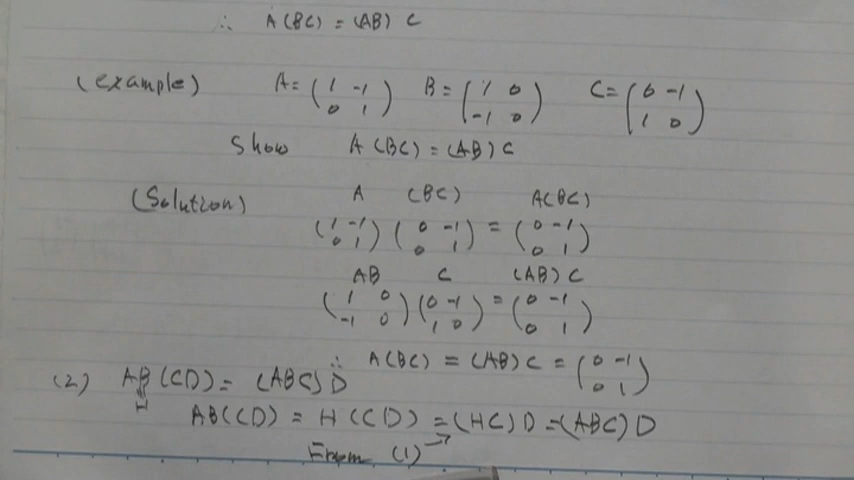 ∴ A(BC) = (AB) C
(example) A= ( 1 -1 ; 0 1 ) B= ( 1 0 ; -1 0 ) C= ( 0 -1 ; 1 0 )
Show A(BC) = (AB) C
(Solution) A (BC) A(BC)
( 1 -1 ; 0 1 ) ( 0 -1 ; 0 1 ) = ( 0 -1 ; 0 1 )
AB C (AB) C
( 1 0 ; -1 0 ) ( 0 -1 ; 1 0 ) = ( 0 -1 ; 0 1 )
∴ A(BC) = (AB) C = ( 0 -1 ; 0 1 )
(2) AB (CD) = (ABC) D
H
AB(CD) = H (CD) = (HC) D = (ABC) D
From (1) →